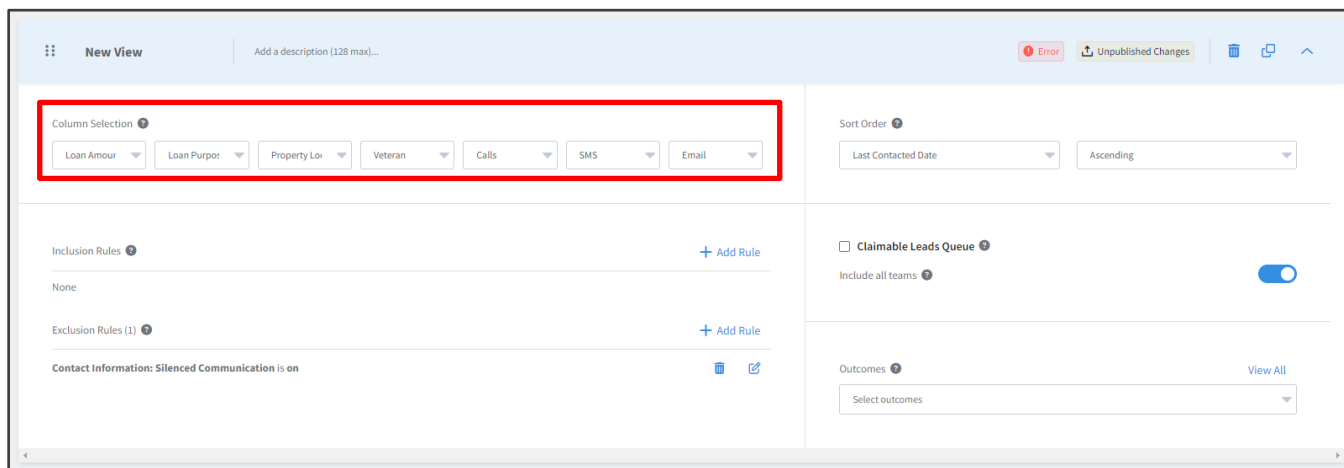 New View
Add a description (128 max)...
Error
Unpublished Changes
Column Selection
Loan Amour
Loan Purpos
Property Lo
Veteran
Calls
SMS
Email
Sort Order
Last Contacted Date
Ascending
Inclusion Rules
+ Add Rule
None
Exclusion Rules (1)
+ Add Rule
Contact Information: Silenced Communication is on
Claimable Leads Queue
Include all teams
Outcomes
View All
Select outcomes